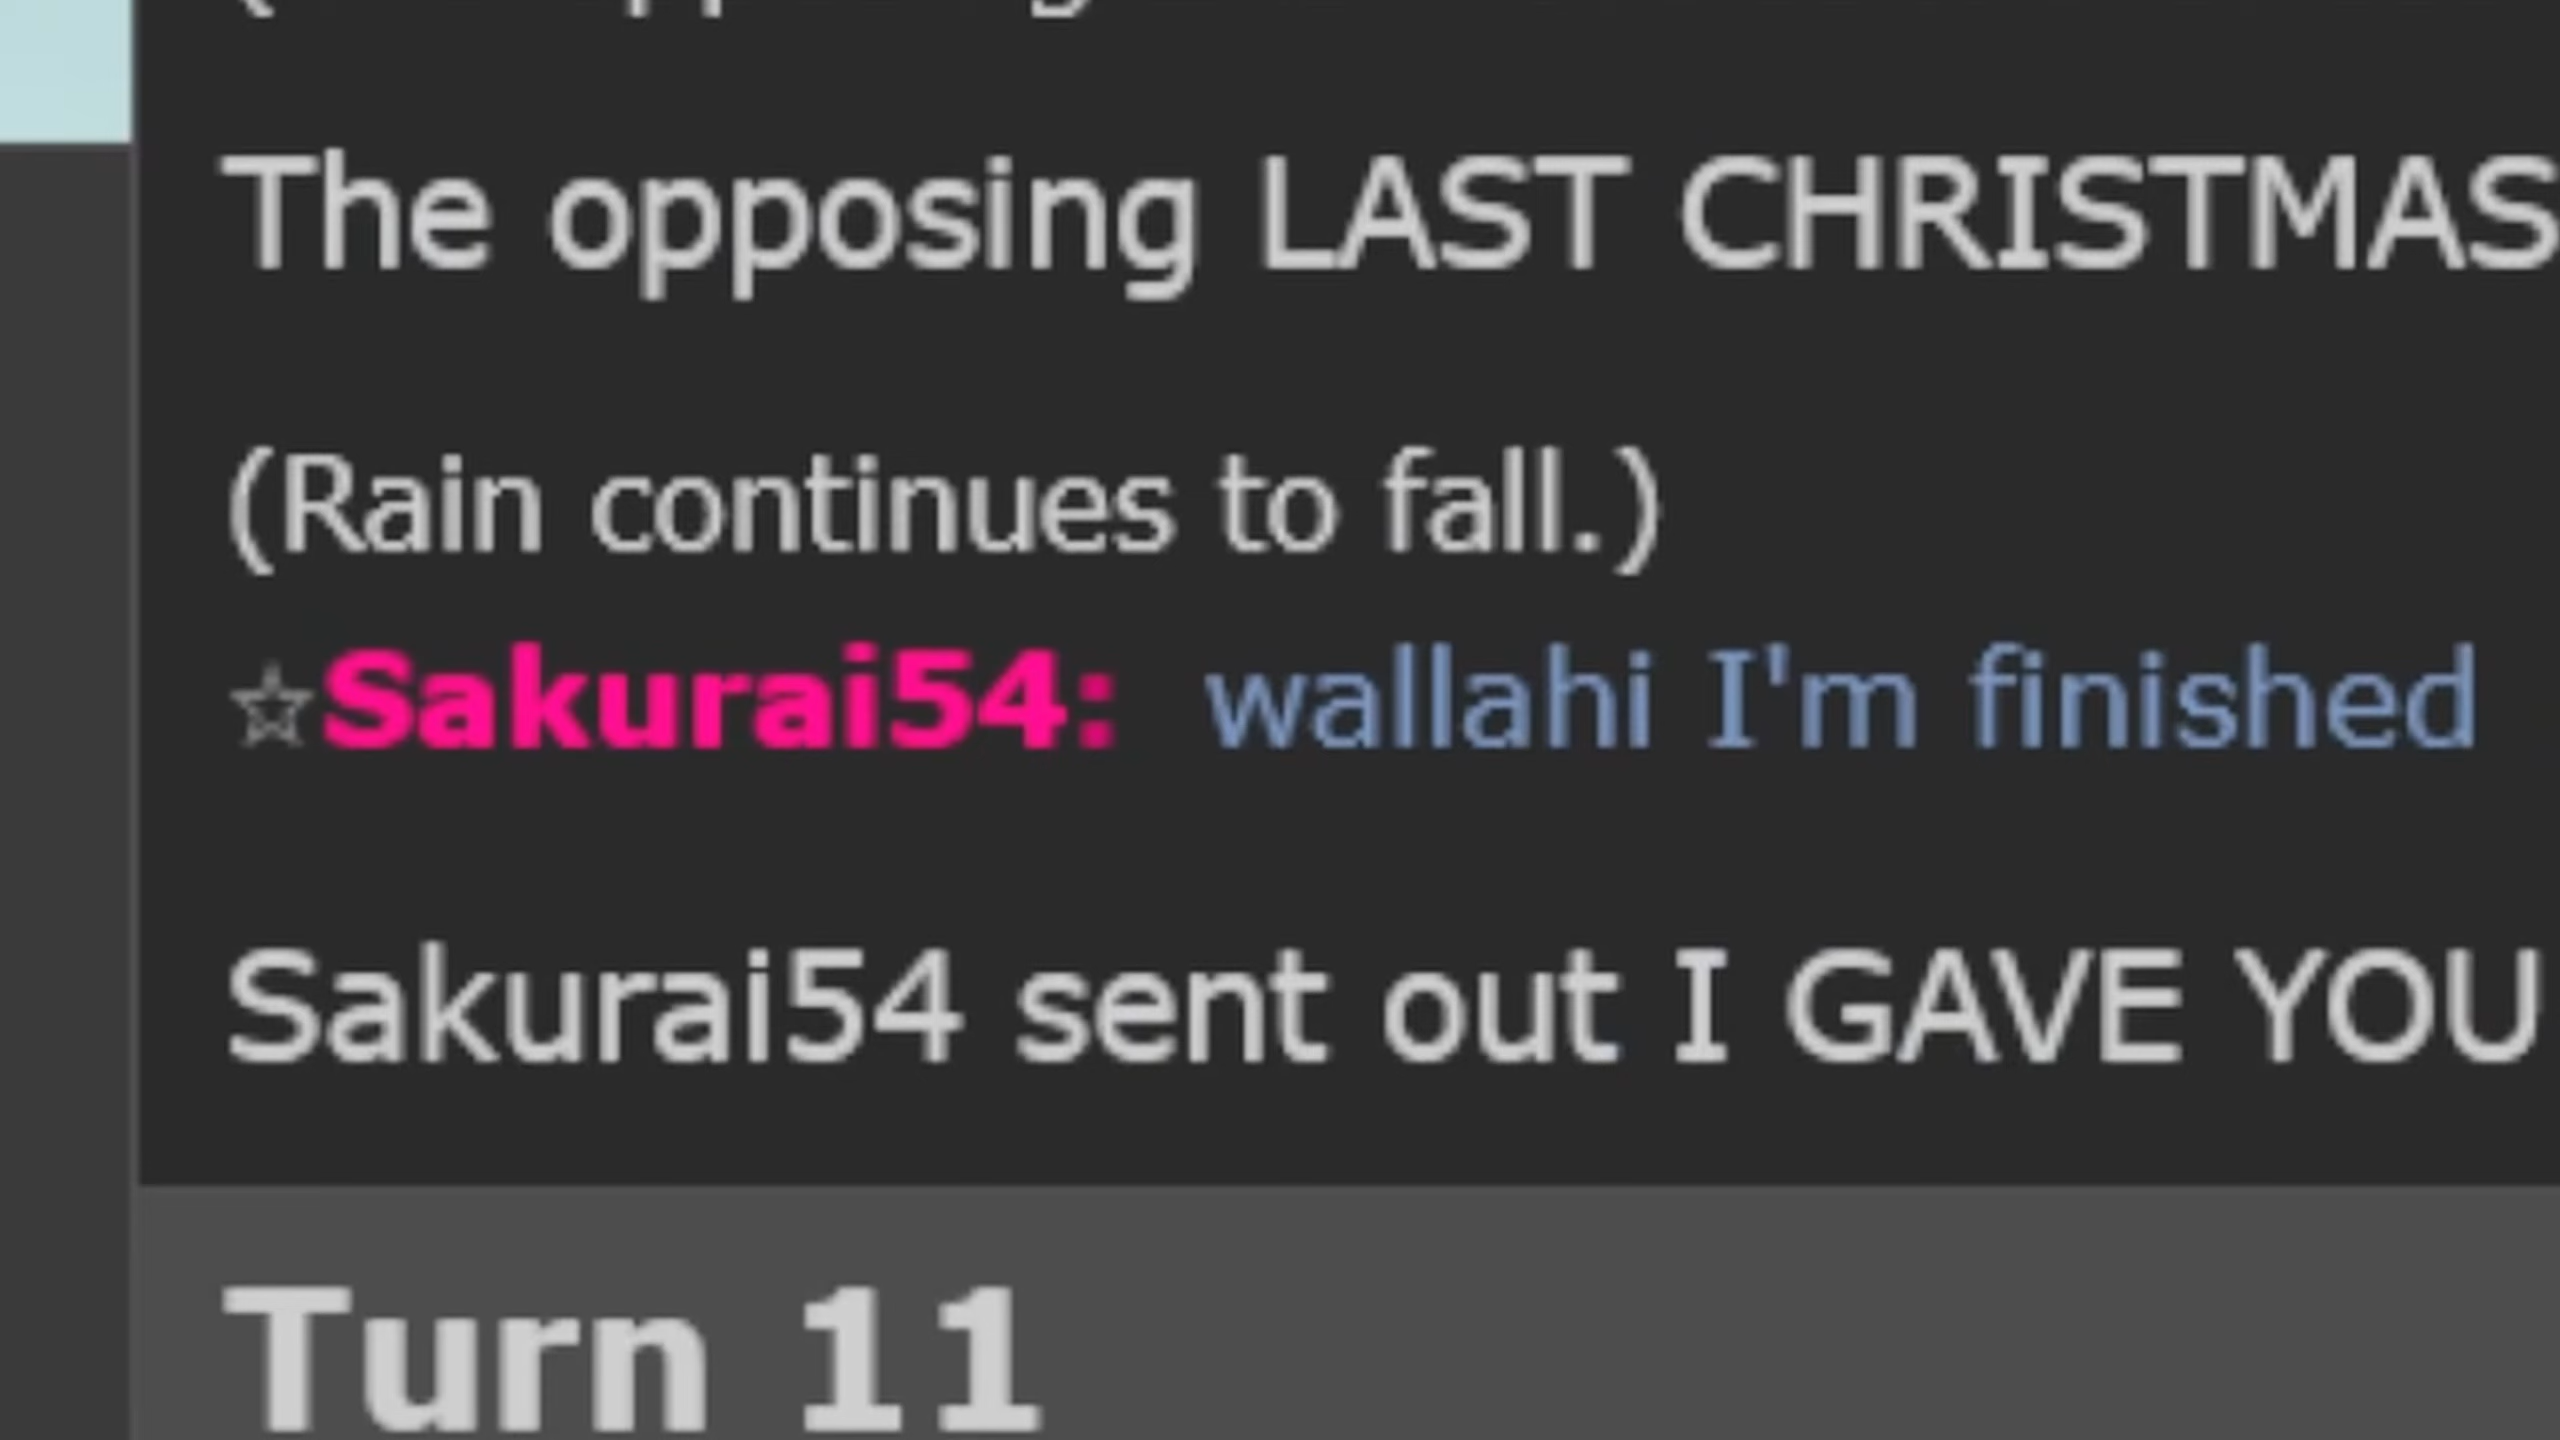 The opposing LAST CHRISTMAS
(Rain continues to fall.)
☆Sakurai54: wallahi I'm finished
Sakurai54 sent out I GAVE YOU
Turn 11